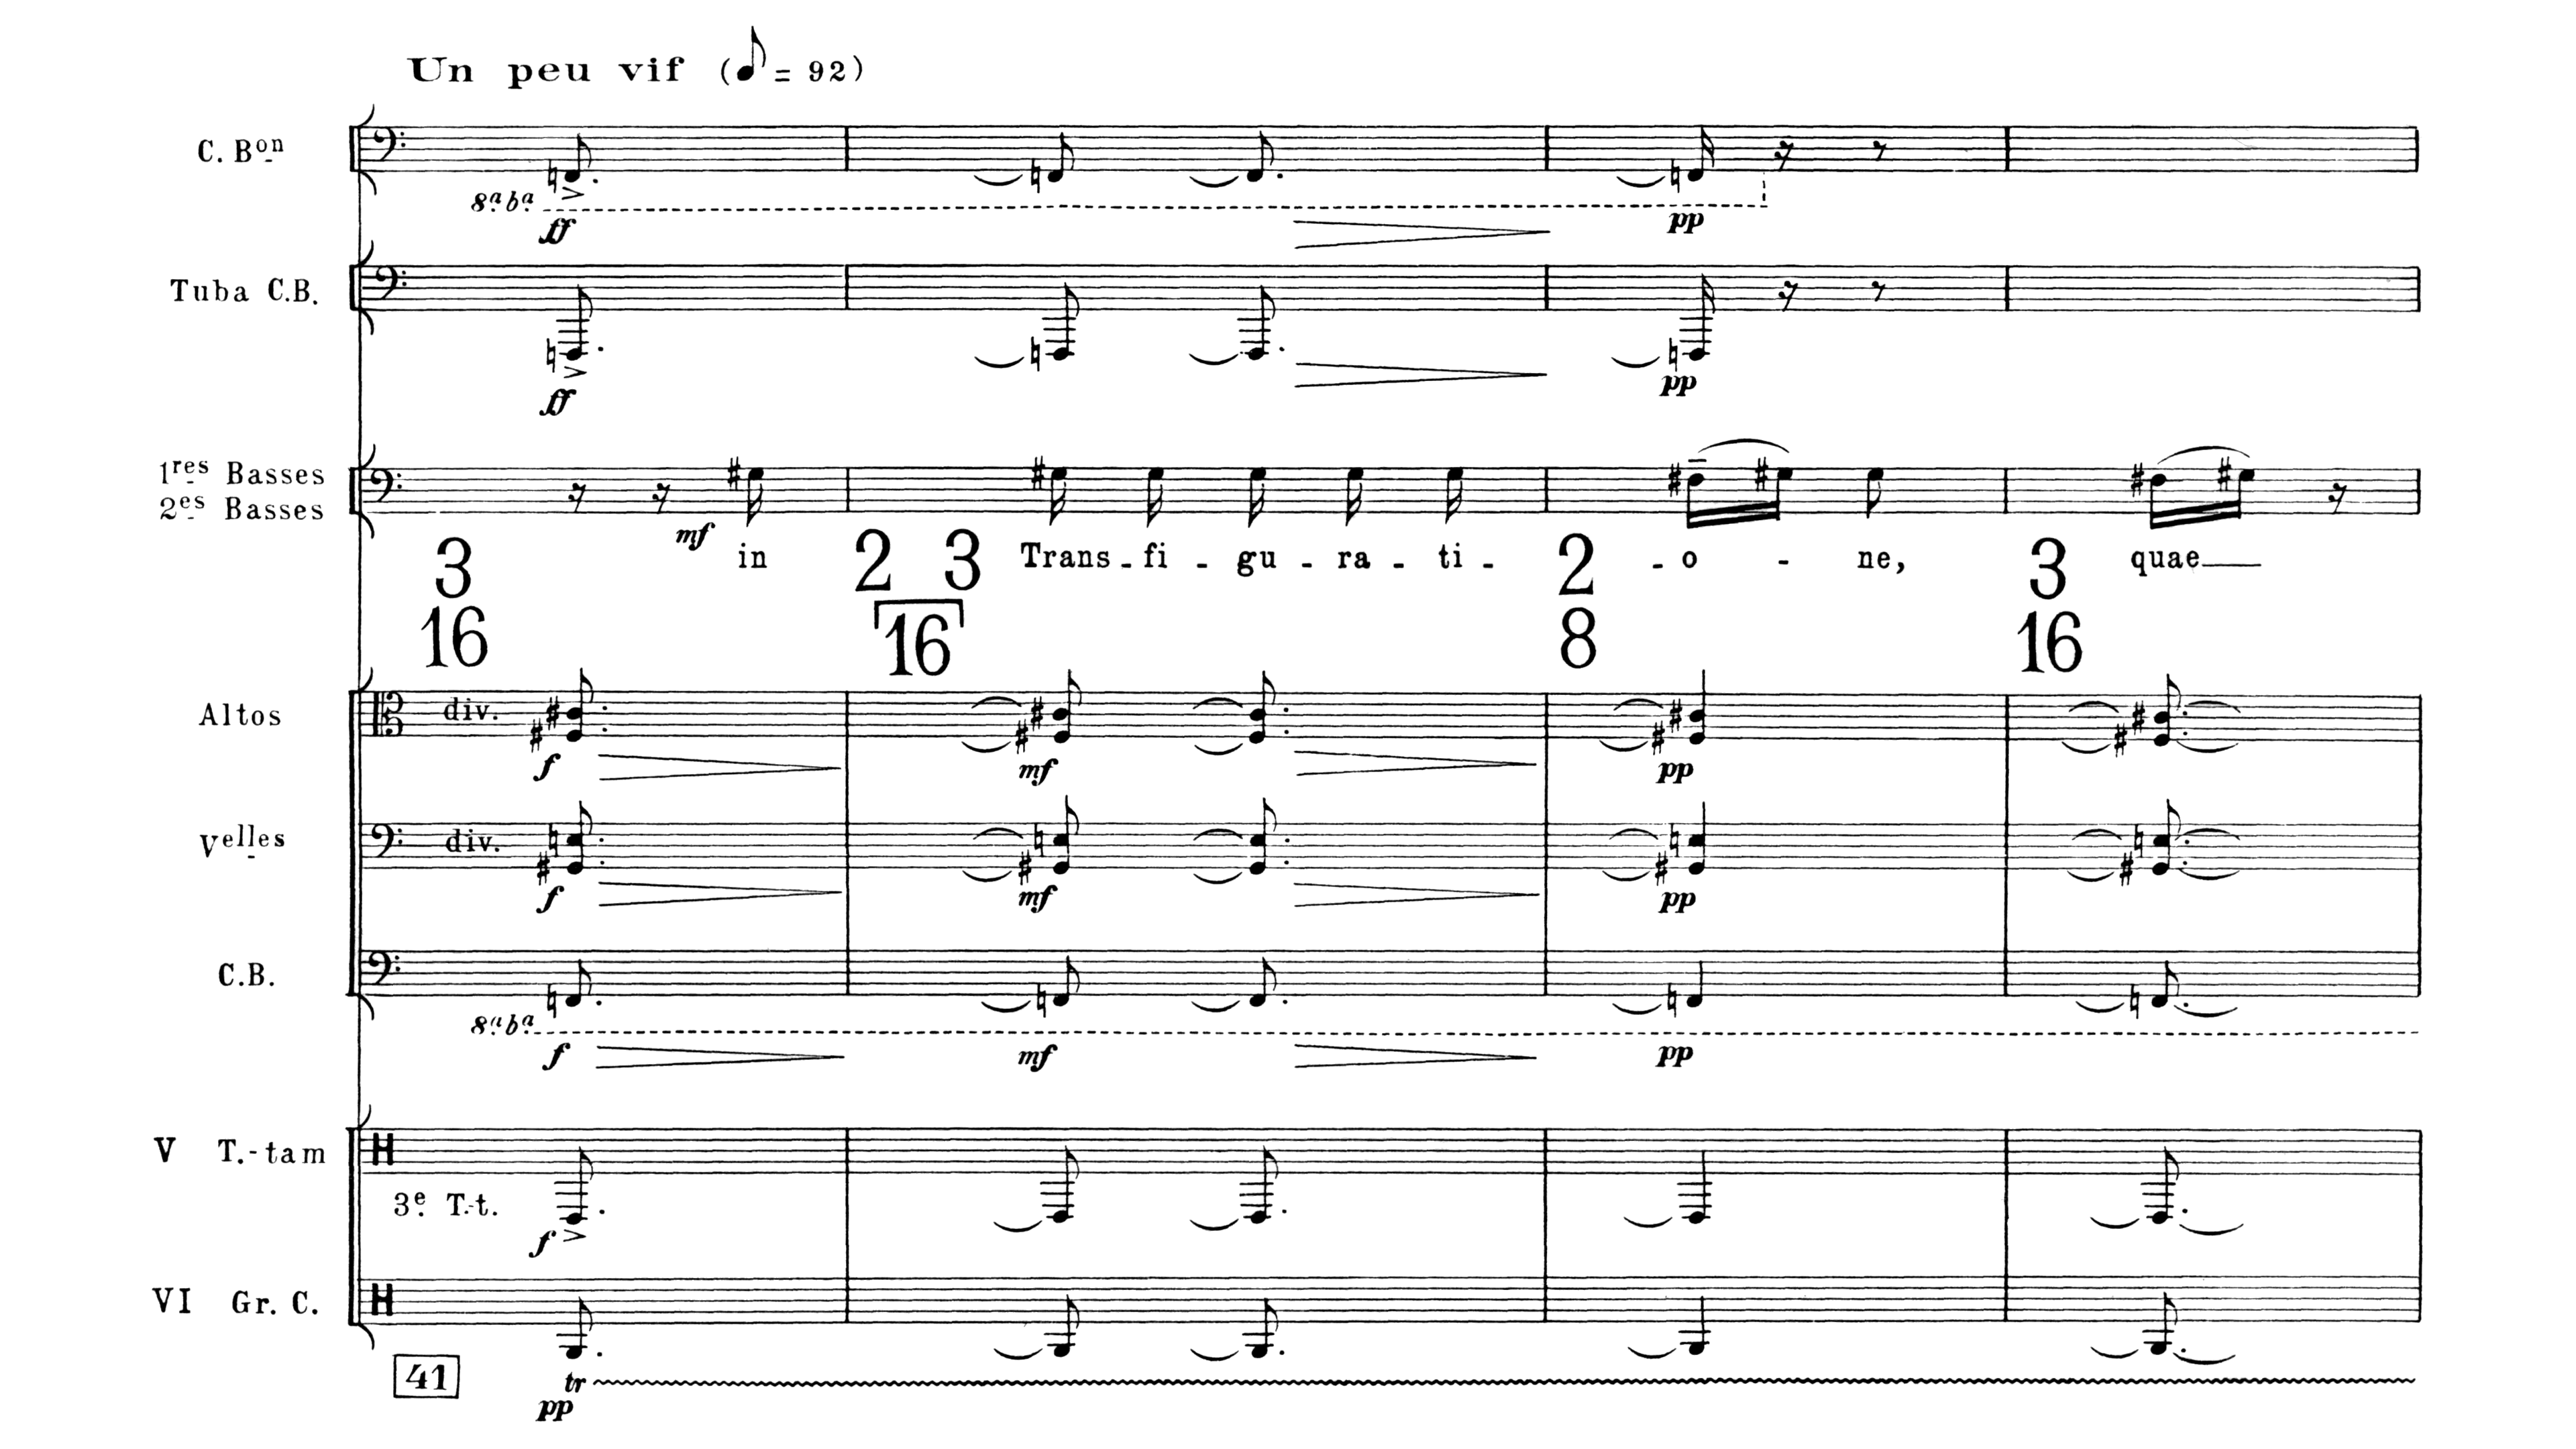 Un peu vif (♪ = 92)
C. Bon
8ª bª
ff
pp
Tuba C.B.
ff
pp
1res Basses
2es Basses
mf
in Trans - fi - gu - ra - ti - - o - ne, quae
3 2 3 2 3
16 16 8 16
Altos
div.
f
mf
pp
Velles
div.
f
mf
pp
C.B.
8ª bª
f
mf
pp
V T.-tam
3e T.-t.
f
VI Gr. C.
41
tr
pp